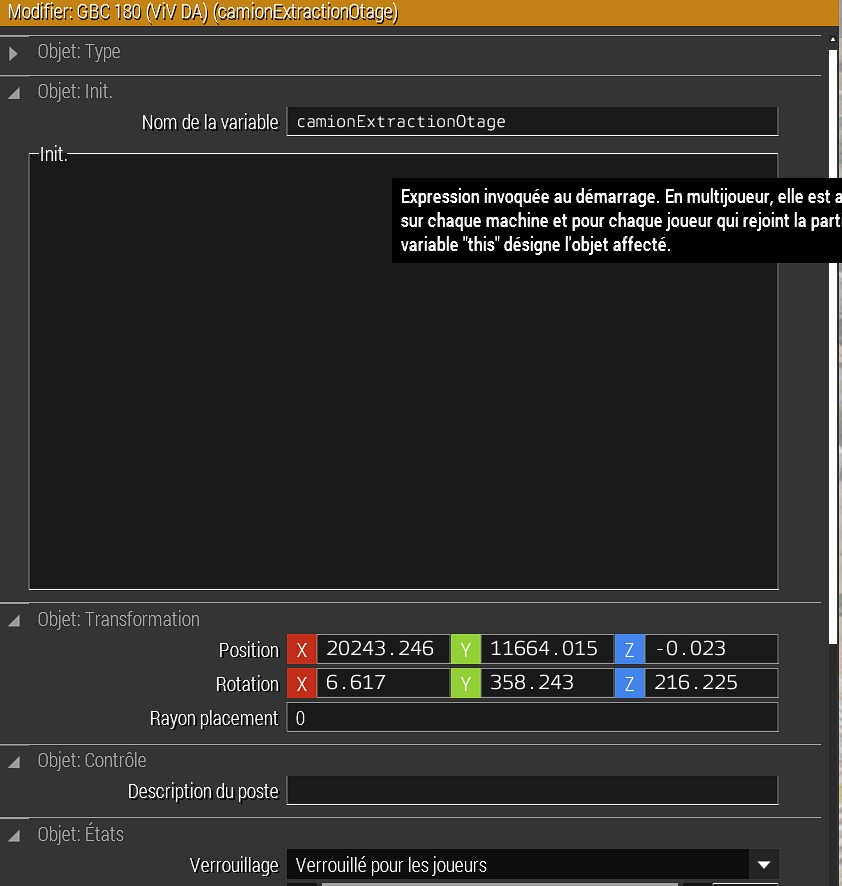 Modifier: GBC 180 (ViV DA) (camionExtractionOtage)
Objet: Type
Objet: Init.
Nom de la variable camionExtractionOtage
Init.
Expression invoquée au démarrage. En multijoueur, elle est
sur chaque machine et pour chaque joueur qui rejoint la
variable "this" désigne l'objet affecté.
Objet: Transformation
Position X 20243.246 Y 11664.015 Z -0.023
Rotation X 6.617 Y 358.243 Z 216.225
Rayon placement 0
Objet: Contrôle
Description du poste
Objet: États
Verrouillage Verrouillé pour les joueurs